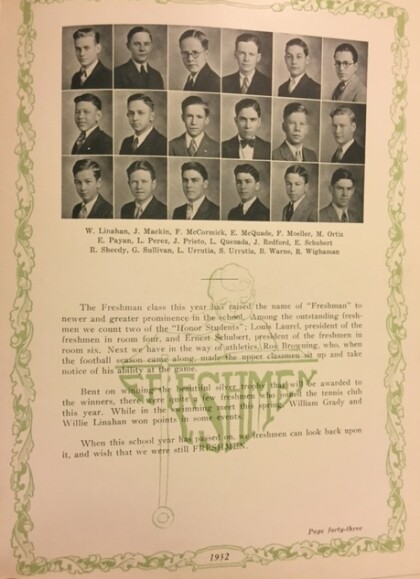 W. Linahan, J. Mackin, F. McCormick, E. McQuade, F. Moeller, M. Ortiz
E. Payan, L. Perez, J. Prieto, L. Quesada, J. Redford, E. Schubert
R. Sheedy, G. Sullivan, L. Urrutia, S. Urrutia, B. Warno, R. Wighaman
The Freshman class this year has raised the name of "Freshman" to
newer and greater prominence in the school. Among the outstanding fresh-
men we count two of the "Honor Students"; Louis Laurel, president of the
freshmen in room four, and Ernest Schubert, president of the freshmen in
room six. Next we have in the way of athletics, Roy Browning, who, when
the football season came along, made the upper classmen sit up and take
notice of his ability at the game.
Bent on winning the beautiful silver trophy that will be awarded to
the winners, there were quite a few freshmen who joined the tennis club
this year. While in the swimming meet this spring, William Grady and
Willie Linahan won points in some events.
When this school year has passed on, we freshmen can look back upon
it, and wish that we were still FRESHMEN.
FRESHMEN
Page forty-three
1932